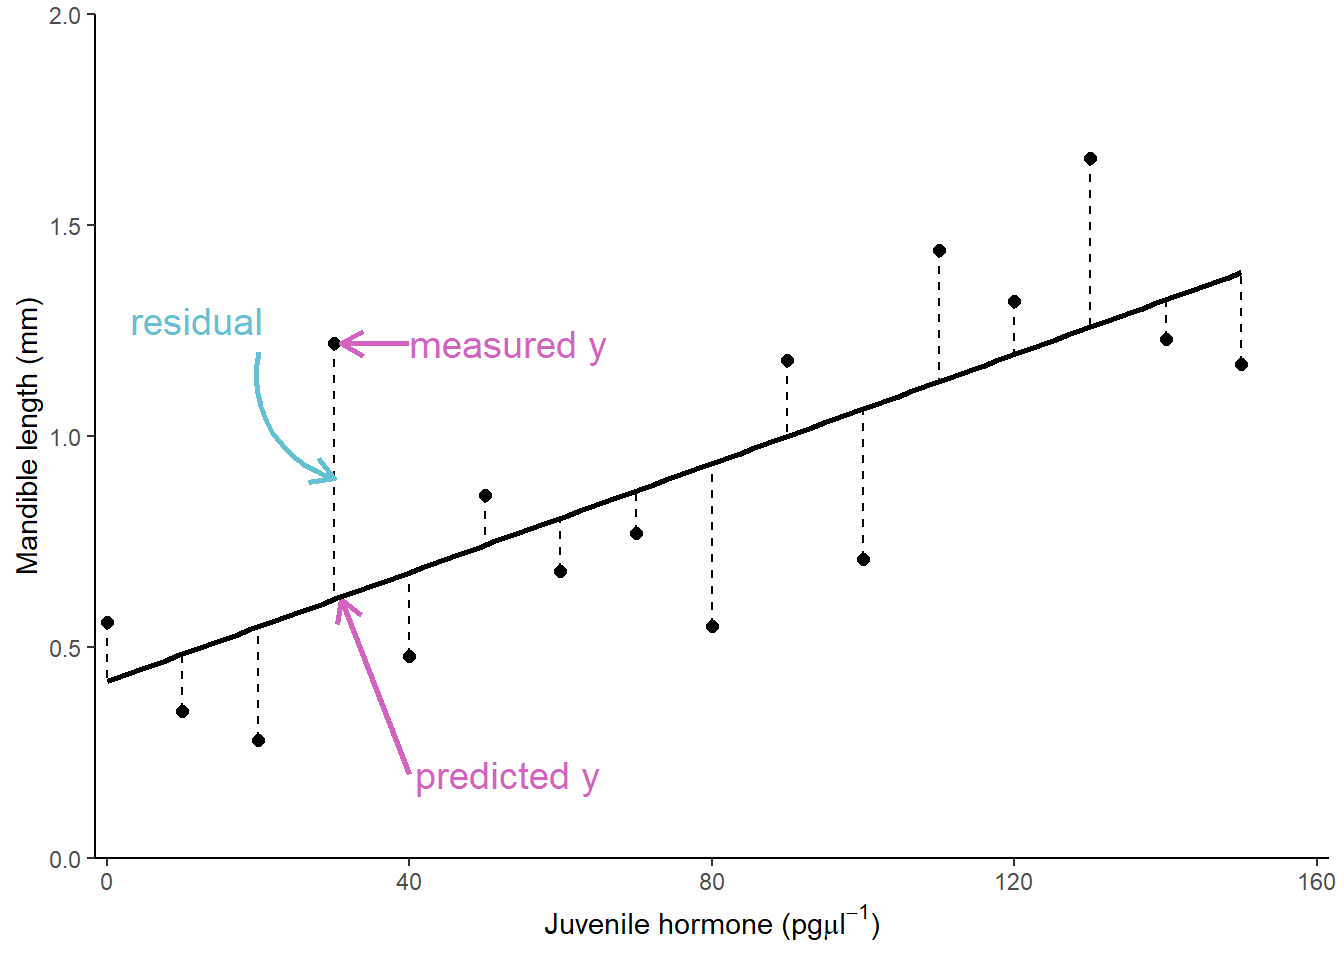 2.0
1.5
residual
measured y
1.0
Mandible length (mm)
0.5
predicted y
0.0
0 40 80 120 160
Juvenile hormone (pgμl⁻¹)